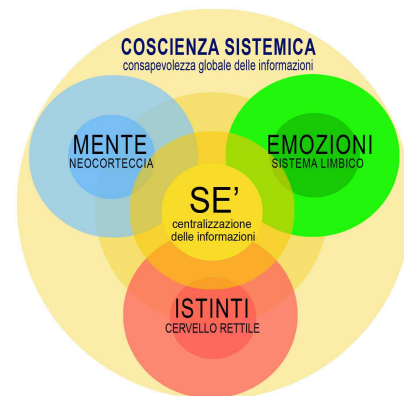 COSCIENZA SISTEMICA
consapevolezza globale delle informazioni
MENTE
NEOCORTECCIA
EMOZIONI
SISTEMA LIMBICO
SE'
centralizzazione
delle informazioni
ISTINTI
CERVELLO RETTILE